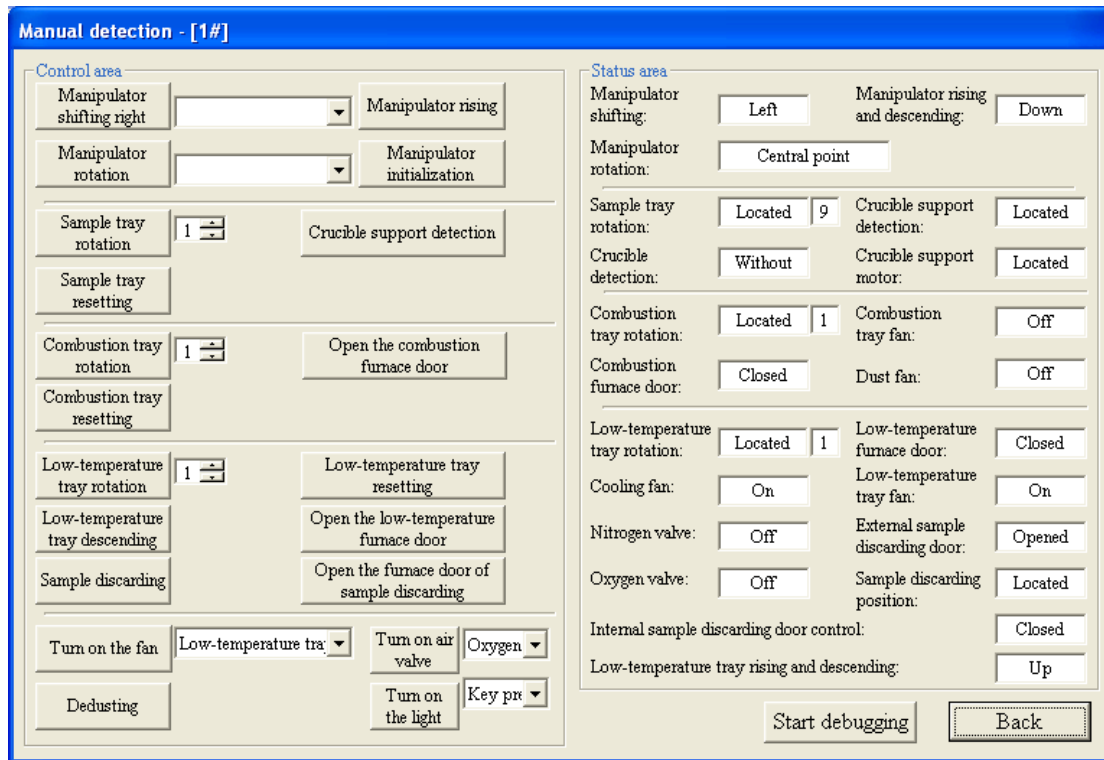 Manual detection - [1#]
Control area
Manipulator
shifting right
Manipulator rising
Manipulator
rotation
Manipulator
initialization
Sample tray
rotation
1
Crucible support detection
Sample tray
resetting
Combustion tray
rotation
1
Open the combustion
furnace door
Combustion tray
resetting
Low-temperature
tray rotation
1
Low-temperature tray
resetting
Low-temperature
tray descending
Open the low-temperature
furnace door
Sample discarding
Open the furnace door of
sample discarding
Turn on the fan
Low-temperature tra
Turn on air
valve
Oxygen
Dedusting
Turn on
the light
Key pre
Status area
Manipulator
shifting:
Left
Manipulator rising
and descending:
Down
Manipulator
rotation:
Central point
Sample tray
rotation:
Located 9
Crucible support
detection:
Located
Crucible
detection:
Without
Crucible support
motor:
Located
Combustion
tray rotation:
Located 1
Combustion
tray fan:
Off
Combustion
furnace door:
Closed
Dust fan:
Off
Low-temperature
tray rotation:
Located 1
Low-temperature
furnace door:
Closed
Cooling fan:
On
Low-temperature
tray fan:
On
Nitrogen valve:
Off
External sample
discarding door:
Opened
Oxygen valve:
Off
Sample discarding
position:
Located
Internal sample discarding door control:
Closed
Low-temperature tray rising and descending:
Up
Start debugging
Back